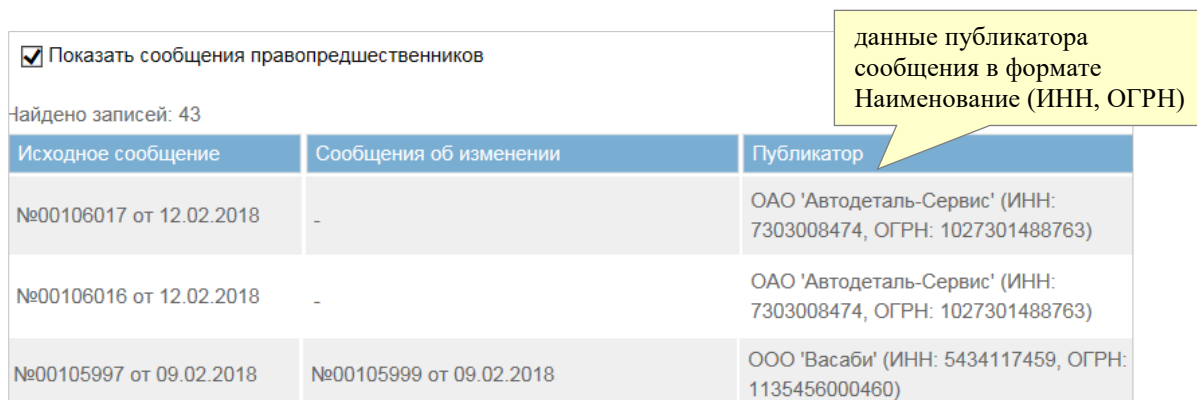 данные публикатора
сообщения в формате
Наименование (ИНН, ОГРН)
Показать сообщения правопредшественников
Найдено записей: 43
Исходное сообщение Сообщения об изменении Публикатор
№00106017 от 12.02.2018 - ОАО 'Автодеталь-Сервис' (ИНН:
7303008474, ОГРН: 1027301488763)
№00106016 от 12.02.2018 - ОАО 'Автодеталь-Сервис' (ИНН:
7303008474, ОГРН: 1027301488763)
№00105997 от 09.02.2018 №00105999 от 09.02.2018 ООО 'Васаби' (ИНН: 5434117459, ОГРН:
1135456000460)